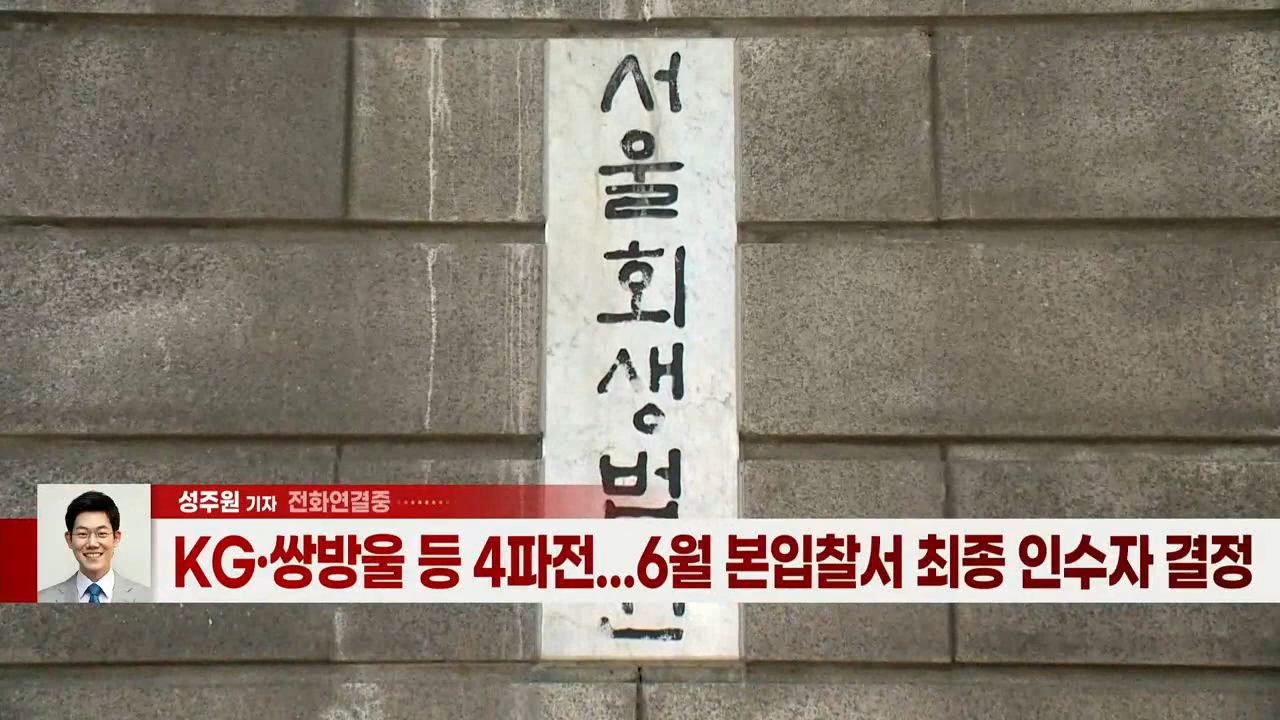 서울회생법
성주원 기자 전화연결중
KG·쌍방울 등 4파전...6월 본입찰서 최종 인수자 결정